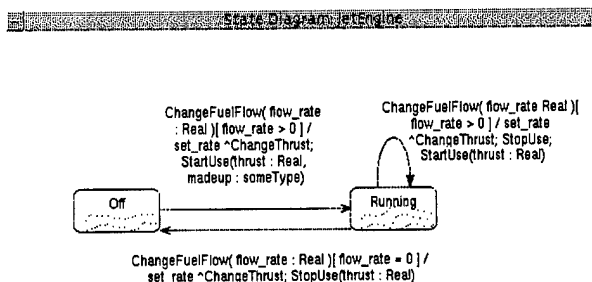 State Diagram: JetEngine
ChangeFuelFlow( flow_rate
: Real )[ flow_rate > 0 ] /
set_rate ^ChangeThrust;
StartUse(thrust : Real,
madeup : someType)
ChangeFuelFlow( flow_rate Real )[
flow_rate > 0 ] / set_rate
^ChangeThrust; StopUse;
StartUse(thrust : Real)
Off
Running
ChangeFuelFlow( flow_rate : Real )[ flow_rate = 0 ] /
set_rate ^ChangeThrust; StopUse(thrust : Real)